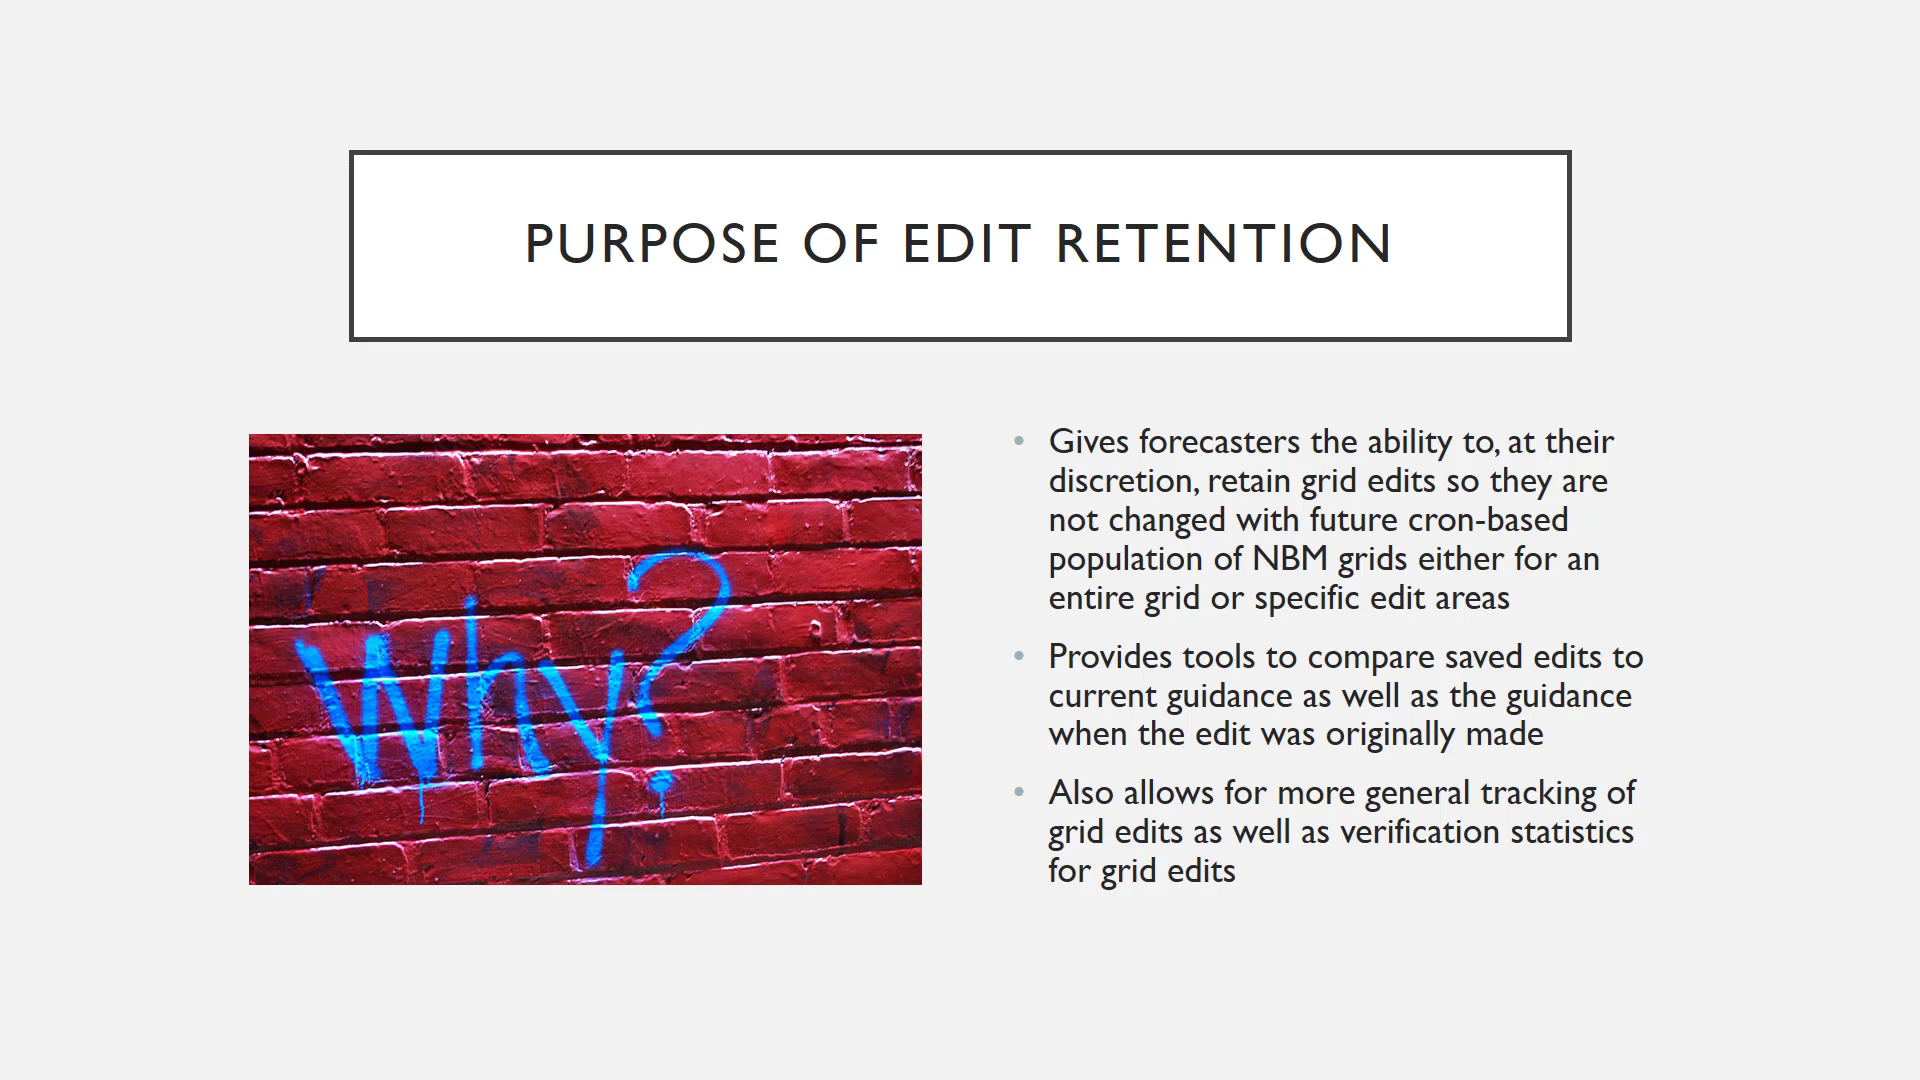 PURPOSE OF EDIT RETENTION
Why?
• Gives forecasters the ability to, at their
discretion, retain grid edits so they are
not changed with future cron-based
population of NBM grids either for an
entire grid or specific edit areas
• Provides tools to compare saved edits to
current guidance as well as the guidance
when the edit was originally made
• Also allows for more general tracking of
grid edits as well as verification statistics
for grid edits